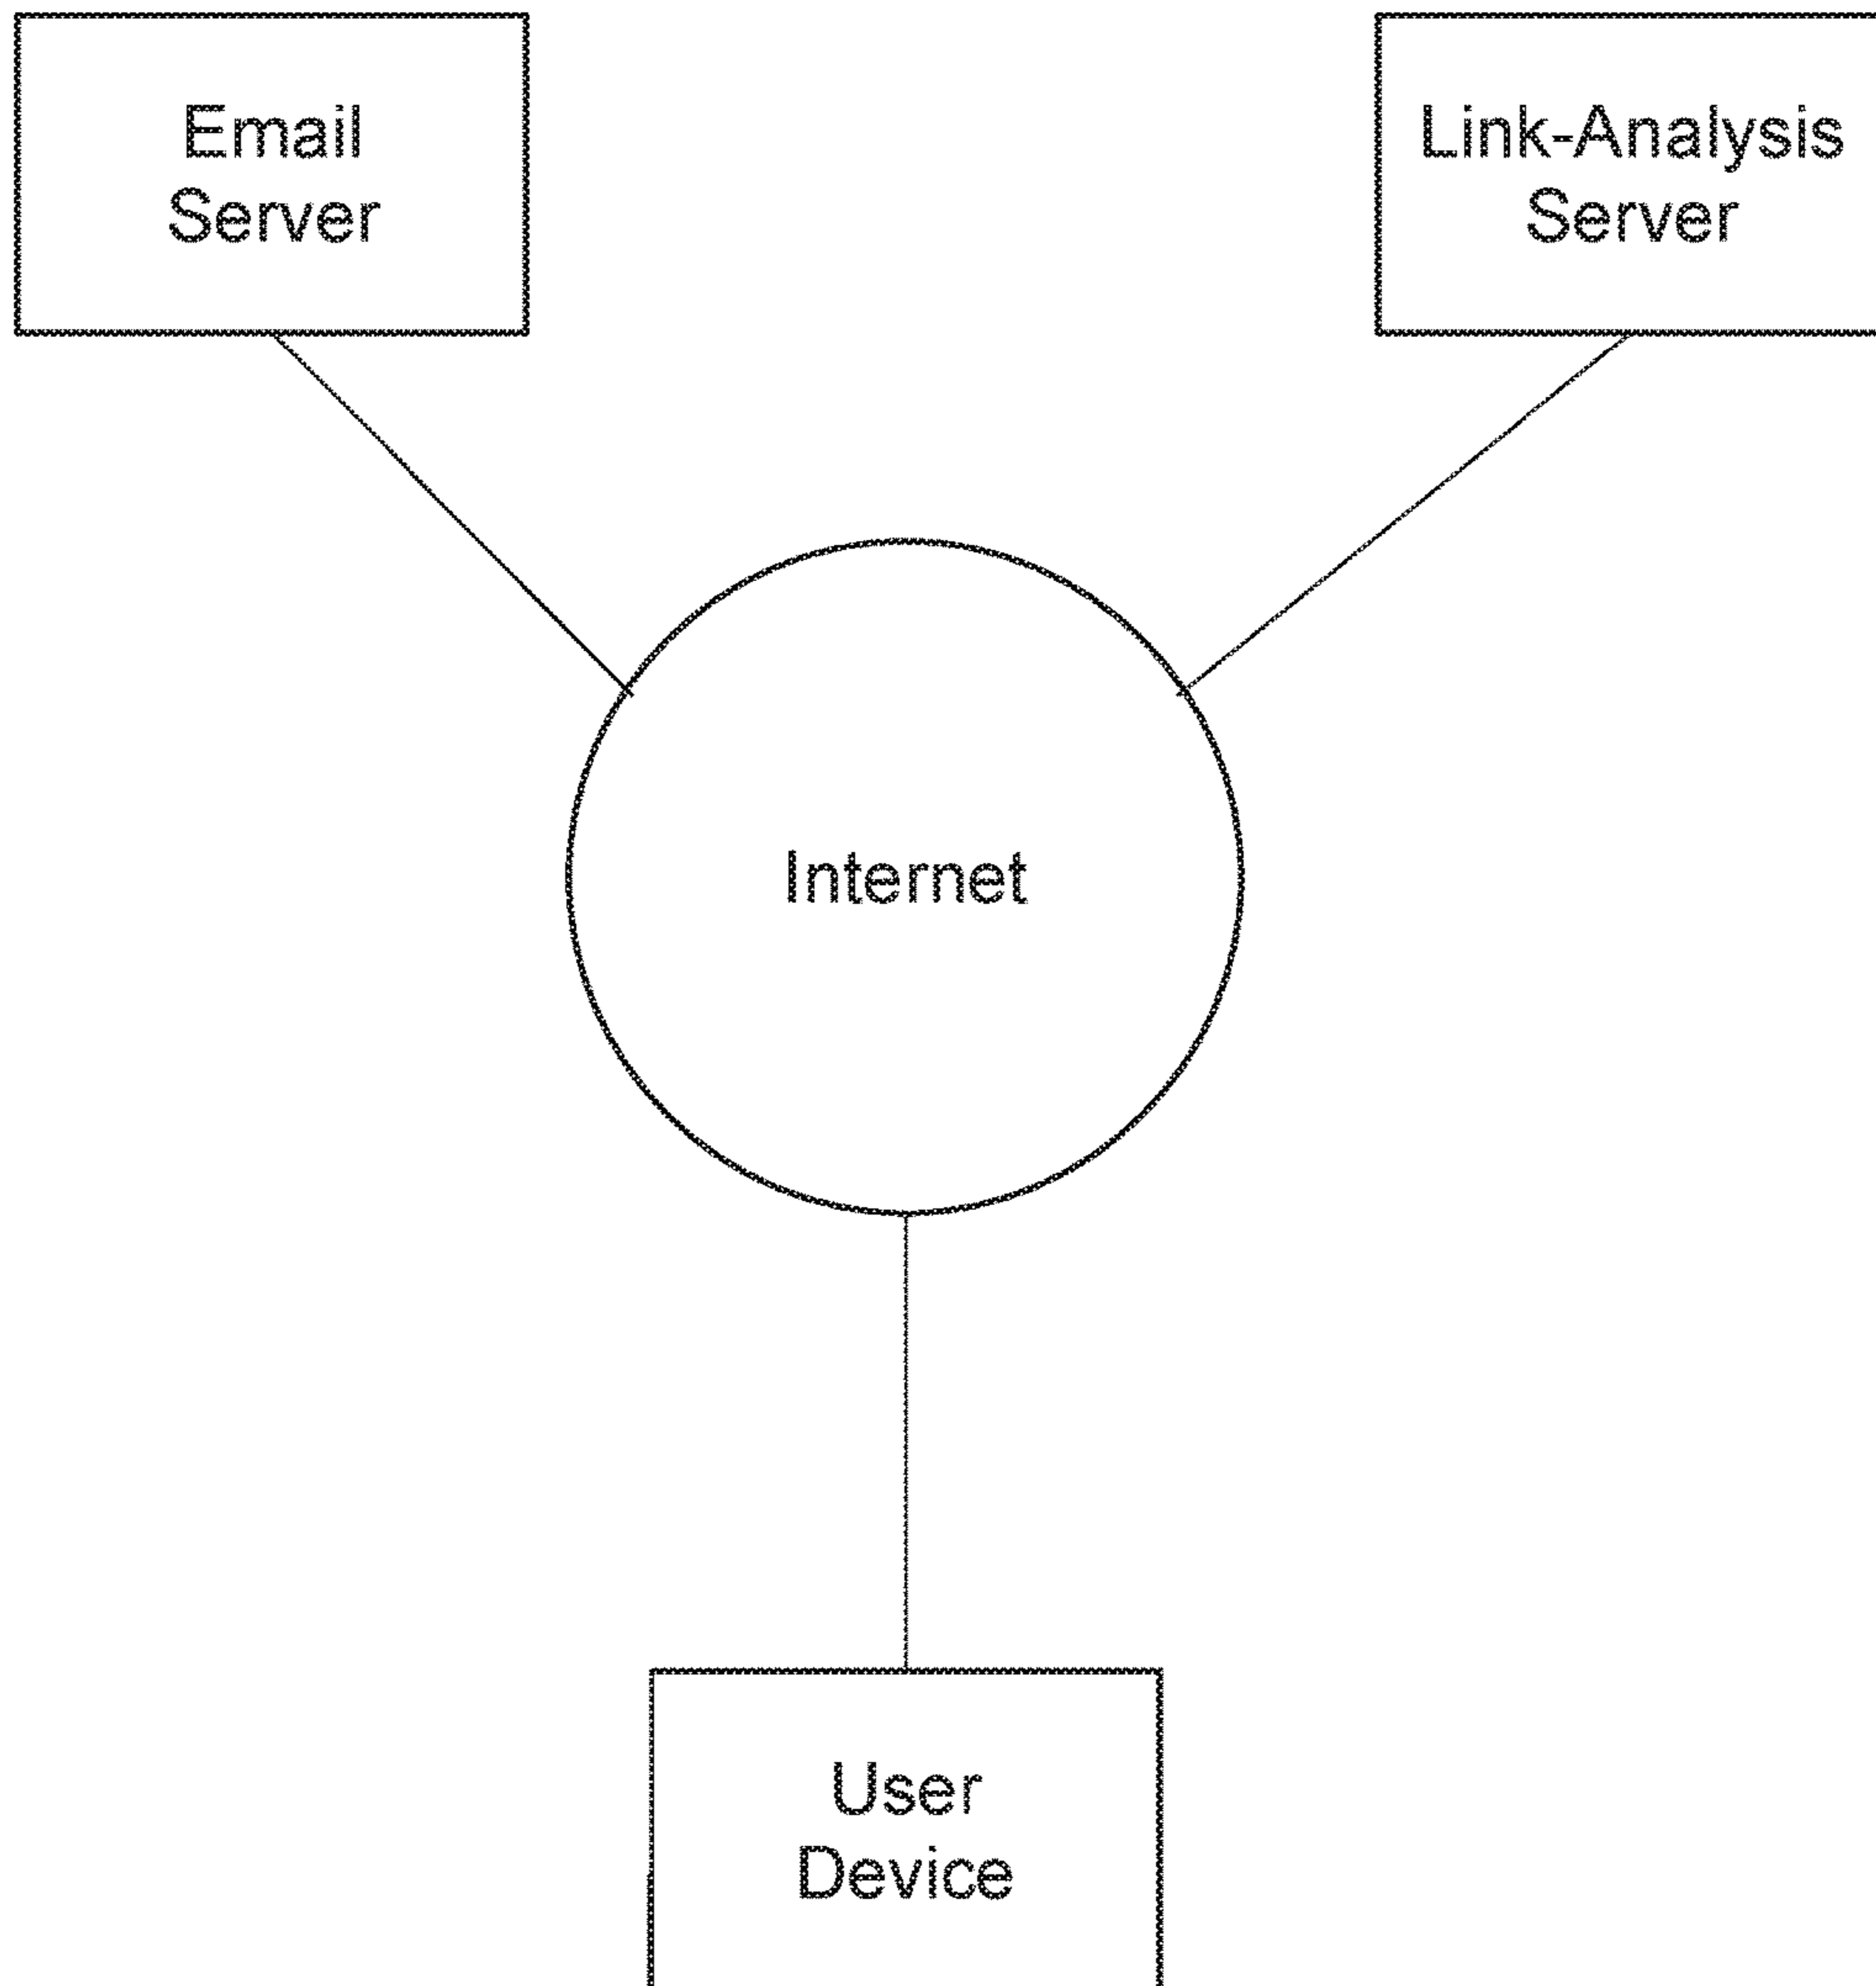 Email
Server
Link-Analysis
Server
Internet
User
Device